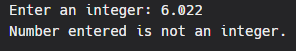 Enter an integer: 6.022
Number entered is not an integer.